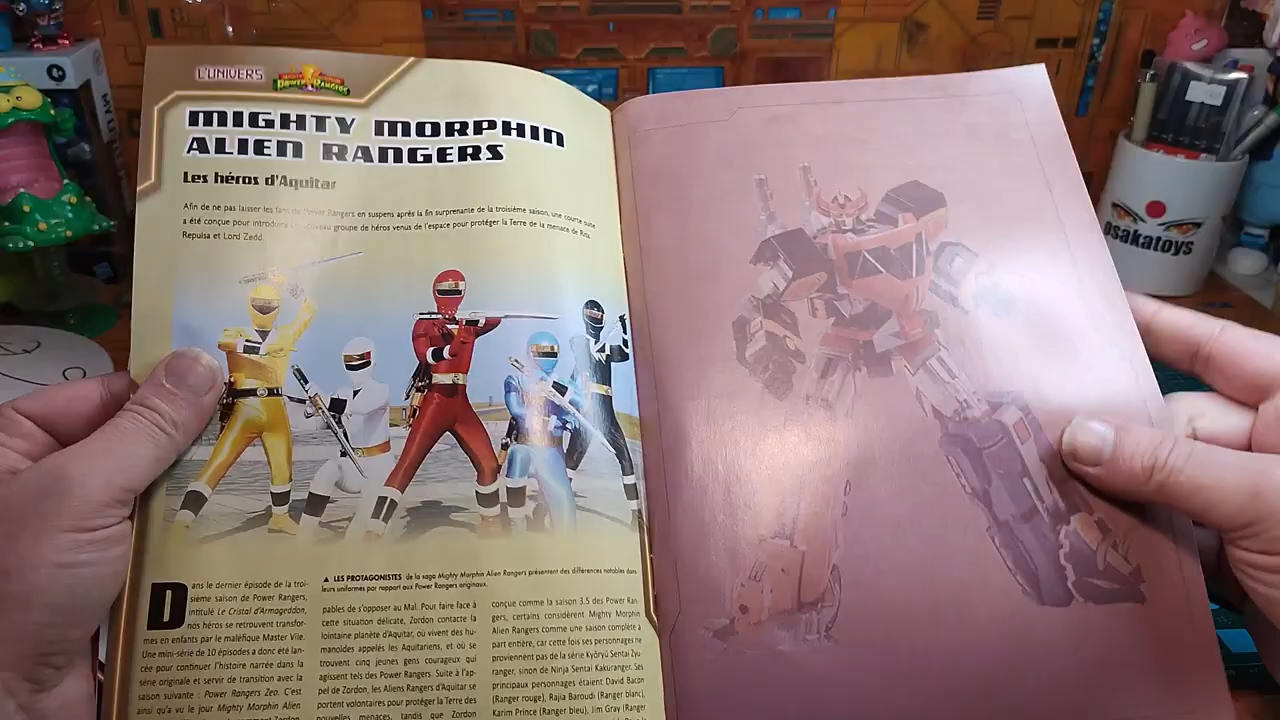 L'UNIVERS
MIGHTY MORPHIN
POWER RANGERS
MIGHTY MORPHIN
ALIEN RANGERS
Les héros d'Aquitar
Afin de ne pas laisser les fans de Power Rangers en suspens après la fin surprenante de la troisième saison, une courte suite
a été conçue pour introduire un nouveau groupe de héros venus de l'espace pour protéger la Terre de la menace de Rita
Repulsa et Lord Zedd.
▲ LES PROTAGONISTES de la saga Mighty Morphin Alien Rangers présentent des différences notables dans
leurs uniformes par rapport aux Power Rangers originaux.
Dans le dernier épisode de la troi-
sième saison de Power Rangers,
intitulé Le Cristal d'Armageddon,
nos héros se retrouvent transfor-
més en enfants par le maléfique Master Vile.
Une mini-série de 10 épisodes a donc été lan-
cée pour continuer l'histoire narrée dans la
série originale et servir de transition avec la
saison suivante : Power Rangers Zeo. C'est
ainsi qu'a vu le jour Mighty Morphin Alien
pables de s'opposer au Mal. Pour faire face à
cette situation délicate, Zordon contacte la
lointaine planète d'Aquitar, où vivent des hu-
manoïdes appelés les Aquitariens, et où se
trouvent cinq jeunes gens courageux qui
agissent tels des Power Rangers. Suite à l'ap-
pel de Zordon, les Aliens Rangers d'Aquitar se
portent volontaires pour protéger la Terre des
nouvelles menaces, tandis que Zordon
conçue comme la saison 3.5 des Power Ran-
gers, certains considèrent Mighty Morphin
Alien Rangers comme une saison complète à
part entière, car cette fois ses personnages ne
proviennent pas de la série Kyōryū Sentai Zyu-
ranger, sinon de Ninja Sentai Kakuranger. Ses
principaux personnages étaient David Bacon
(Ranger rouge), Rajia Baroudi (Ranger blanc),
Karim Prince (Ranger bleu), Jim Gray (Ranger
osakatoys